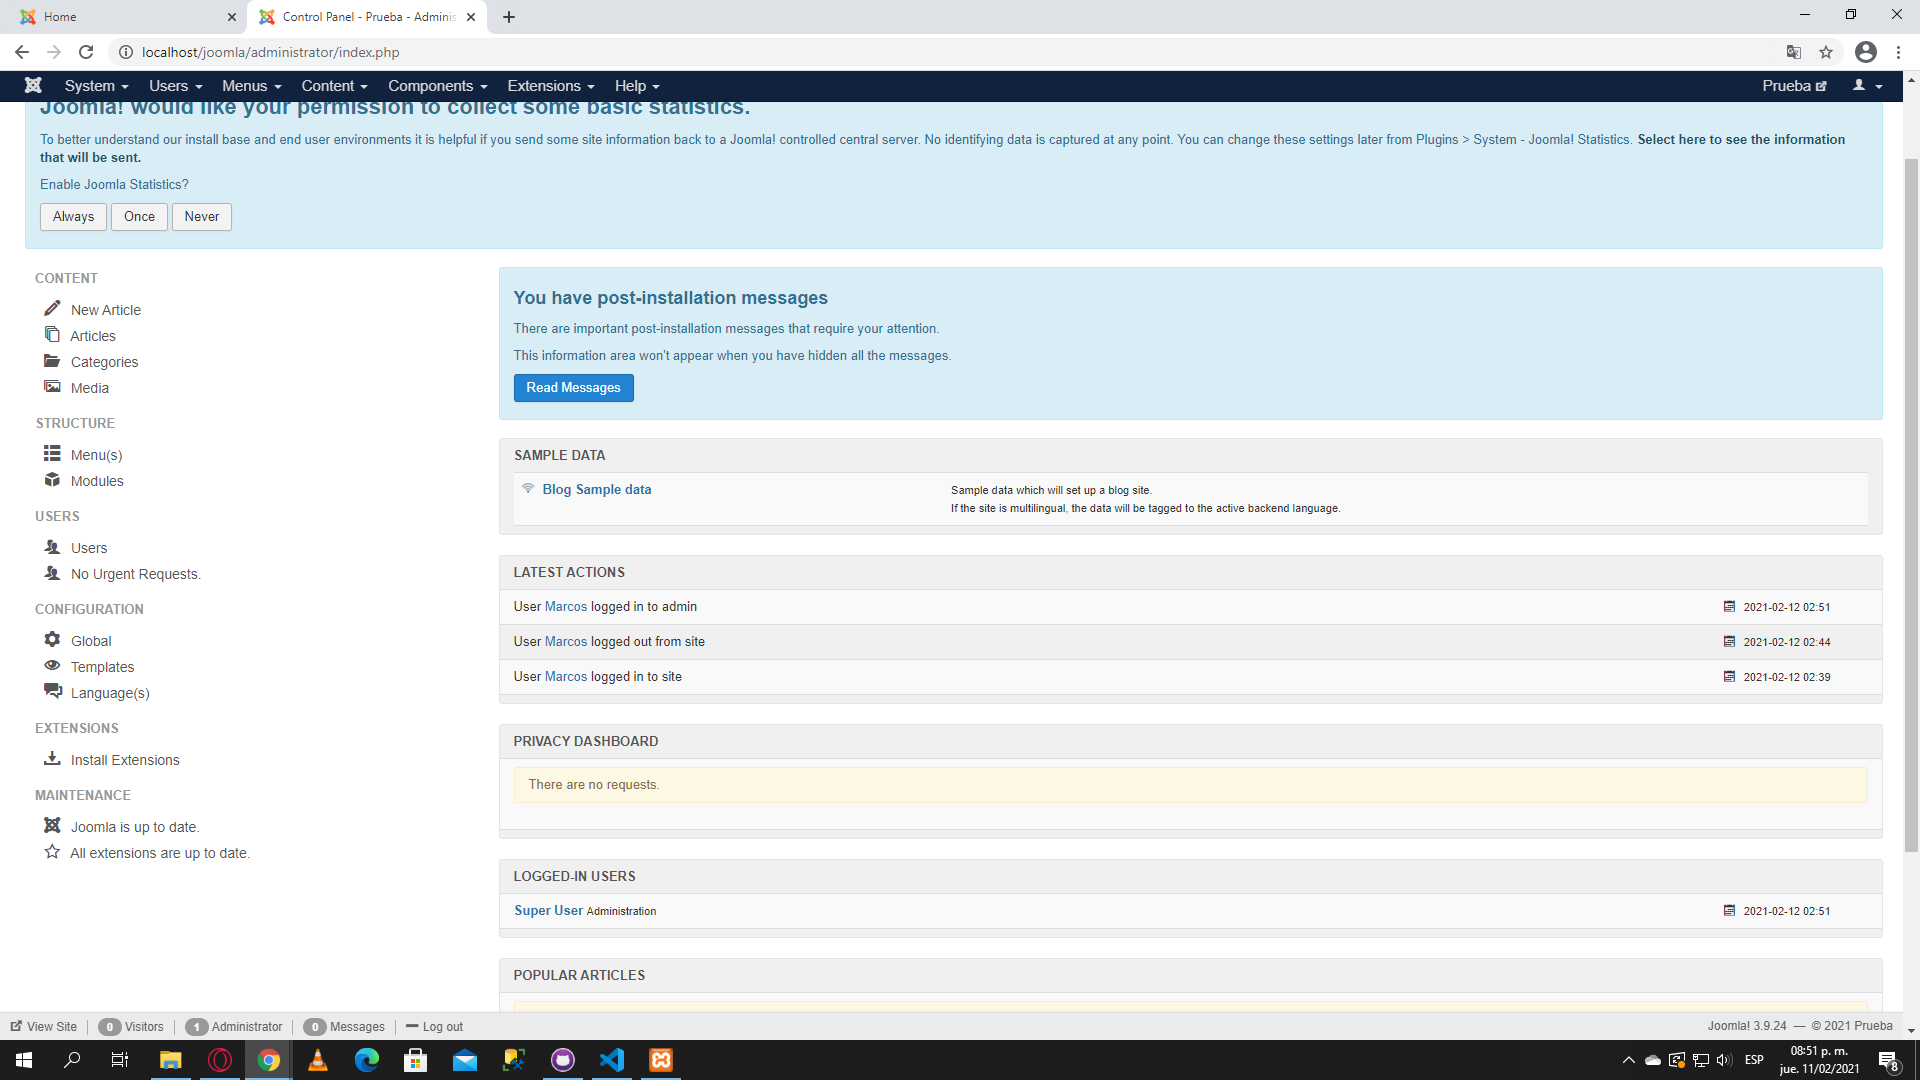 Home
Control Panel - Prueba - Adminis
localhost/joomla/administrator/index.php
System Users Menus Content Components Extensions Help Prueba
Joomla! would like your permission to collect some basic statistics.
To better understand our install base and end user environments it is helpful if you send some site information back to a Joomla! controlled central server. No identifying data is captured at any point. You can change these settings later from Plugins > System - Joomla! Statistics. Select here to see the information
that will be sent.
Enable Joomla Statistics?
Always Once Never
CONTENT
New Article
Articles
Categories
Media
STRUCTURE
Menu(s)
Modules
USERS
Users
No Urgent Requests.
CONFIGURATION
Global
Templates
Language(s)
EXTENSIONS
Install Extensions
MAINTENANCE
Joomla is up to date.
All extensions are up to date.
You have post-installation messages
There are important post-installation messages that require your attention.
This information area won't appear when you have hidden all the messages.
Read Messages
SAMPLE DATA
Blog Sample data
Sample data which will set up a blog site.
If the site is multilingual, the data will be tagged to the active backend language.
LATEST ACTIONS
User Marcos logged in to admin 2021-02-12 02:51
User Marcos logged out from site 2021-02-12 02:44
User Marcos logged in to site 2021-02-12 02:39
PRIVACY DASHBOARD
There are no requests.
LOGGED-IN USERS
Super User Administration 2021-02-12 02:51
POPULAR ARTICLES
View Site 0 Visitors 1 Administrator 0 Messages Log out Joomla! 3.9.24 — © 2021 Prueba
ESP
08:51 p. m.
jue. 11/02/2021
8